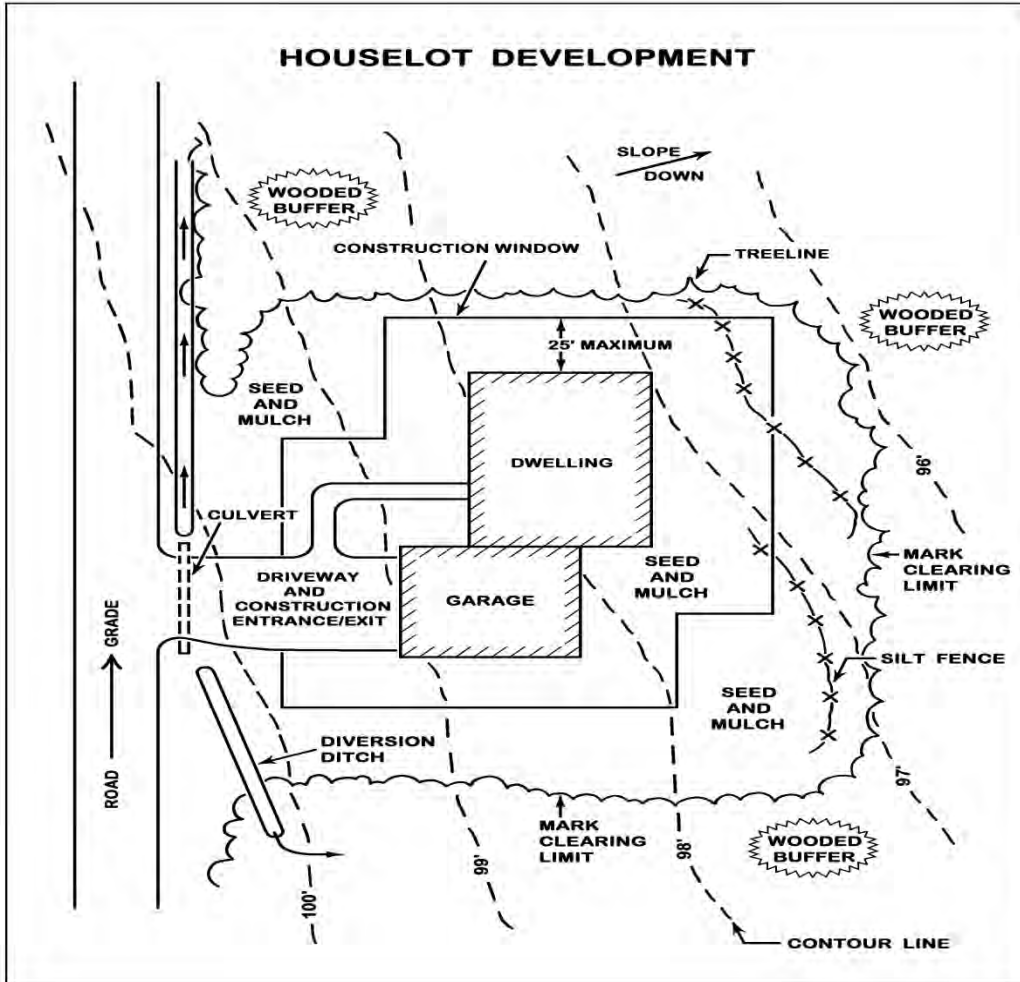 HOUSELOT DEVELOPMENT
SLOPE
DOWN
WOODED
BUFFER
CONSTRUCTION WINDOW
TREELINE
WOODED
BUFFER
25' MAXIMUM
SEED
AND
MULCH
DWELLING
96'
CULVERT
MARK
CLEARING
LIMIT
SEED
AND
MULCH
DRIVEWAY
AND
CONSTRUCTION
ENTRANCE/EXIT
GARAGE
ROAD GRADE
SILT FENCE
SEED
AND
MULCH
DIVERSION
DITCH
97'
MARK
CLEARING
LIMIT
WOODED
BUFFER
100'
99'
98'
CONTOUR LINE